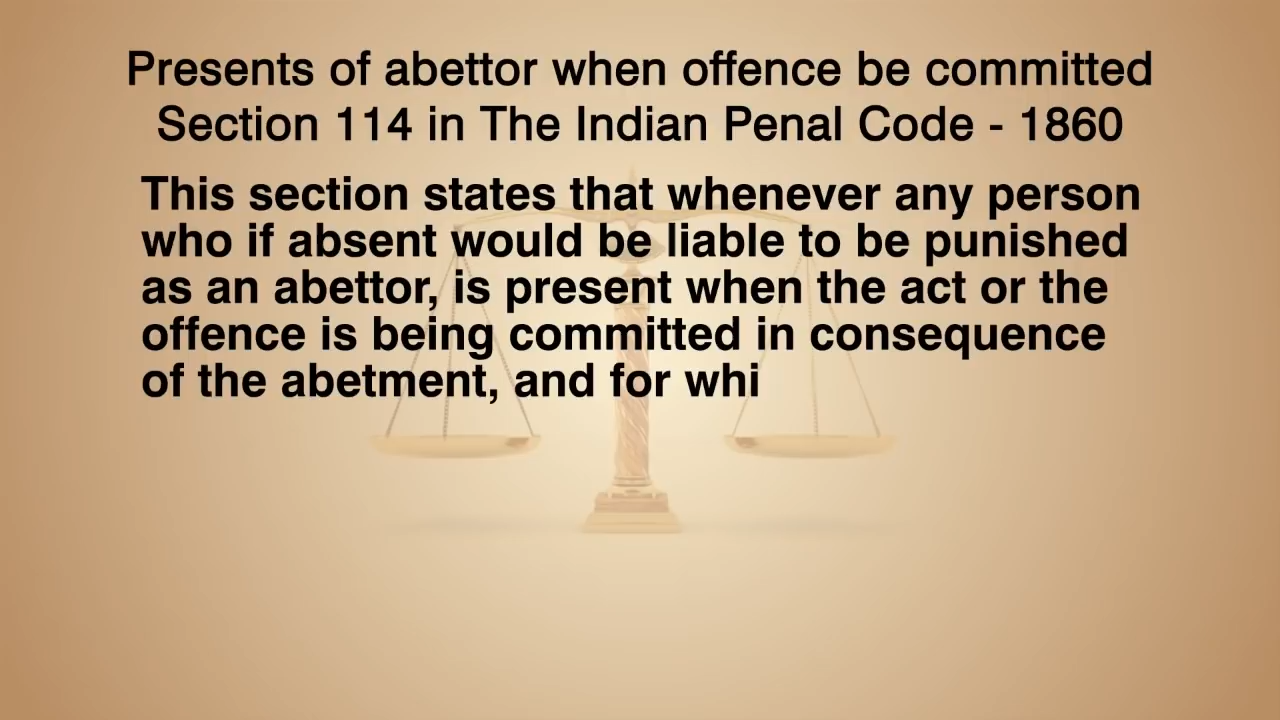 Presents of abettor when offence be committed
Section 114 in The Indian Penal Code - 1860
This section states that whenever any person
who if absent would be liable to be punished
as an abettor, is present when the act or the
offence is being committed in consequence
of the abetment, and for whi